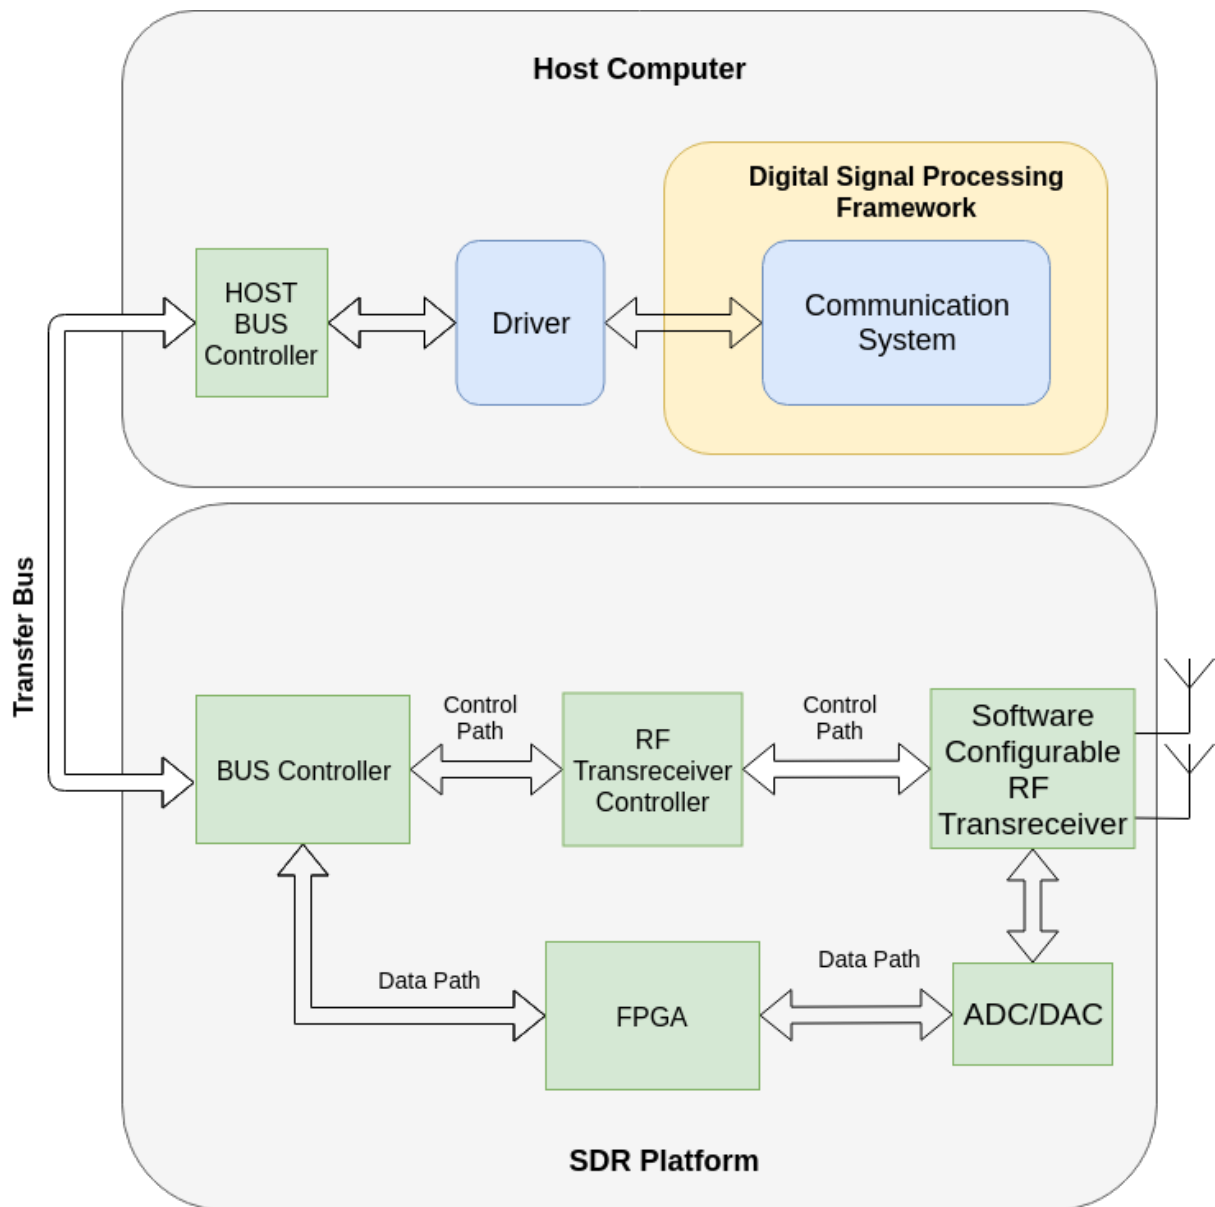 Host Computer
Digital Signal Processing
Framework
HOST
BUS
Controller
Driver
Communication
System
Transfer Bus
BUS Controller
Control
Path
RF
Transreceiver
Controller
Control
Path
Software
Configurable
RF
Transreceiver
Data Path
FPGA
Data Path
ADC/DAC
SDR Platform